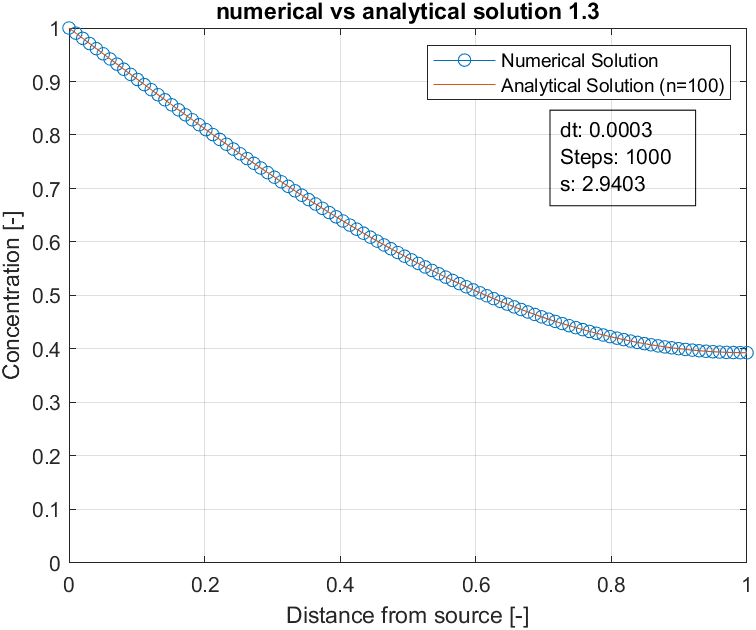 numerical vs analytical solution 1.3
Numerical Solution
Analytical Solution (n=100)
dt: 0.0003
Steps: 1000
s: 2.9403
Concentration [-]
1
0.9
0.8
0.7
0.6
0.5
0.4
0.3
0.2
0.1
0
0 0.2 0.4 0.6 0.8 1
Distance from source [-]